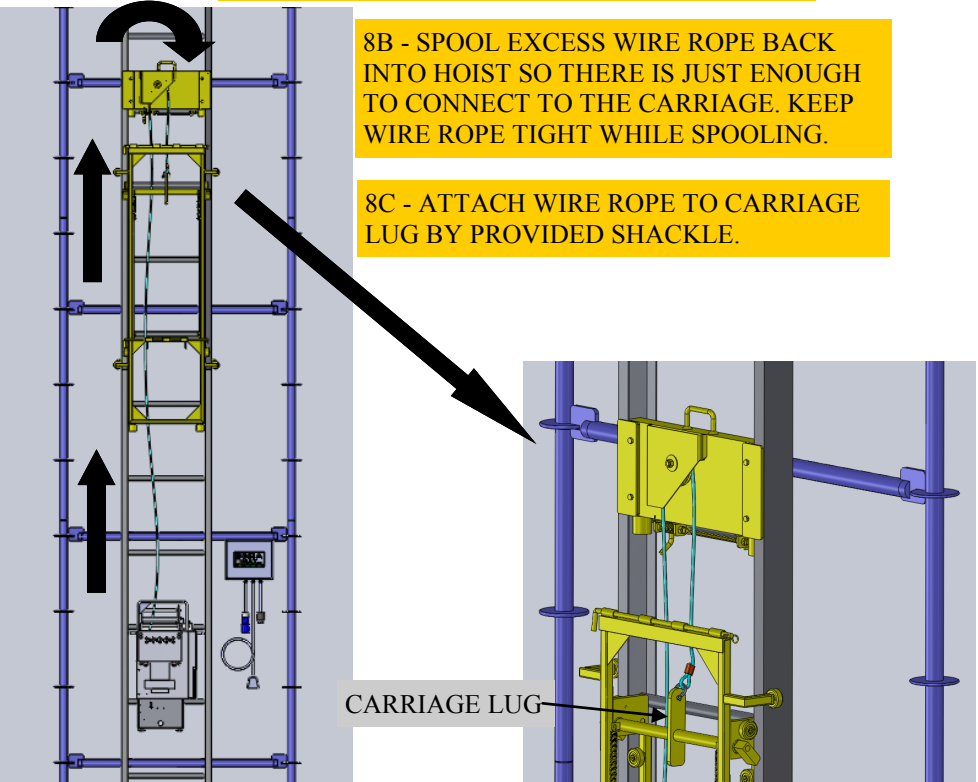 8B - SPOOL EXCESS WIRE ROPE BACK
INTO HOIST SO THERE IS JUST ENOUGH
TO CONNECT TO THE CARRIAGE. KEEP
WIRE ROPE TIGHT WHILE SPOOLING.
8C - ATTACH WIRE ROPE TO CARRIAGE
LUG BY PROVIDED SHACKLE.
CARRIAGE LUG